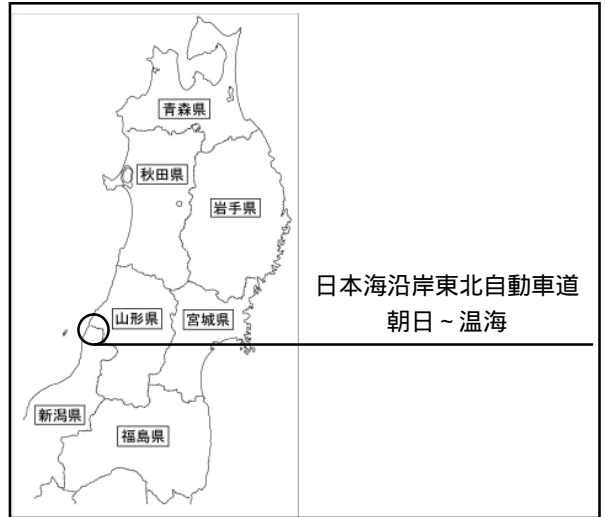 青森県
秋田県
岩手県
日本海沿岸東北自動車道
朝日～温海
山形県
宮城県
新潟県
福島県